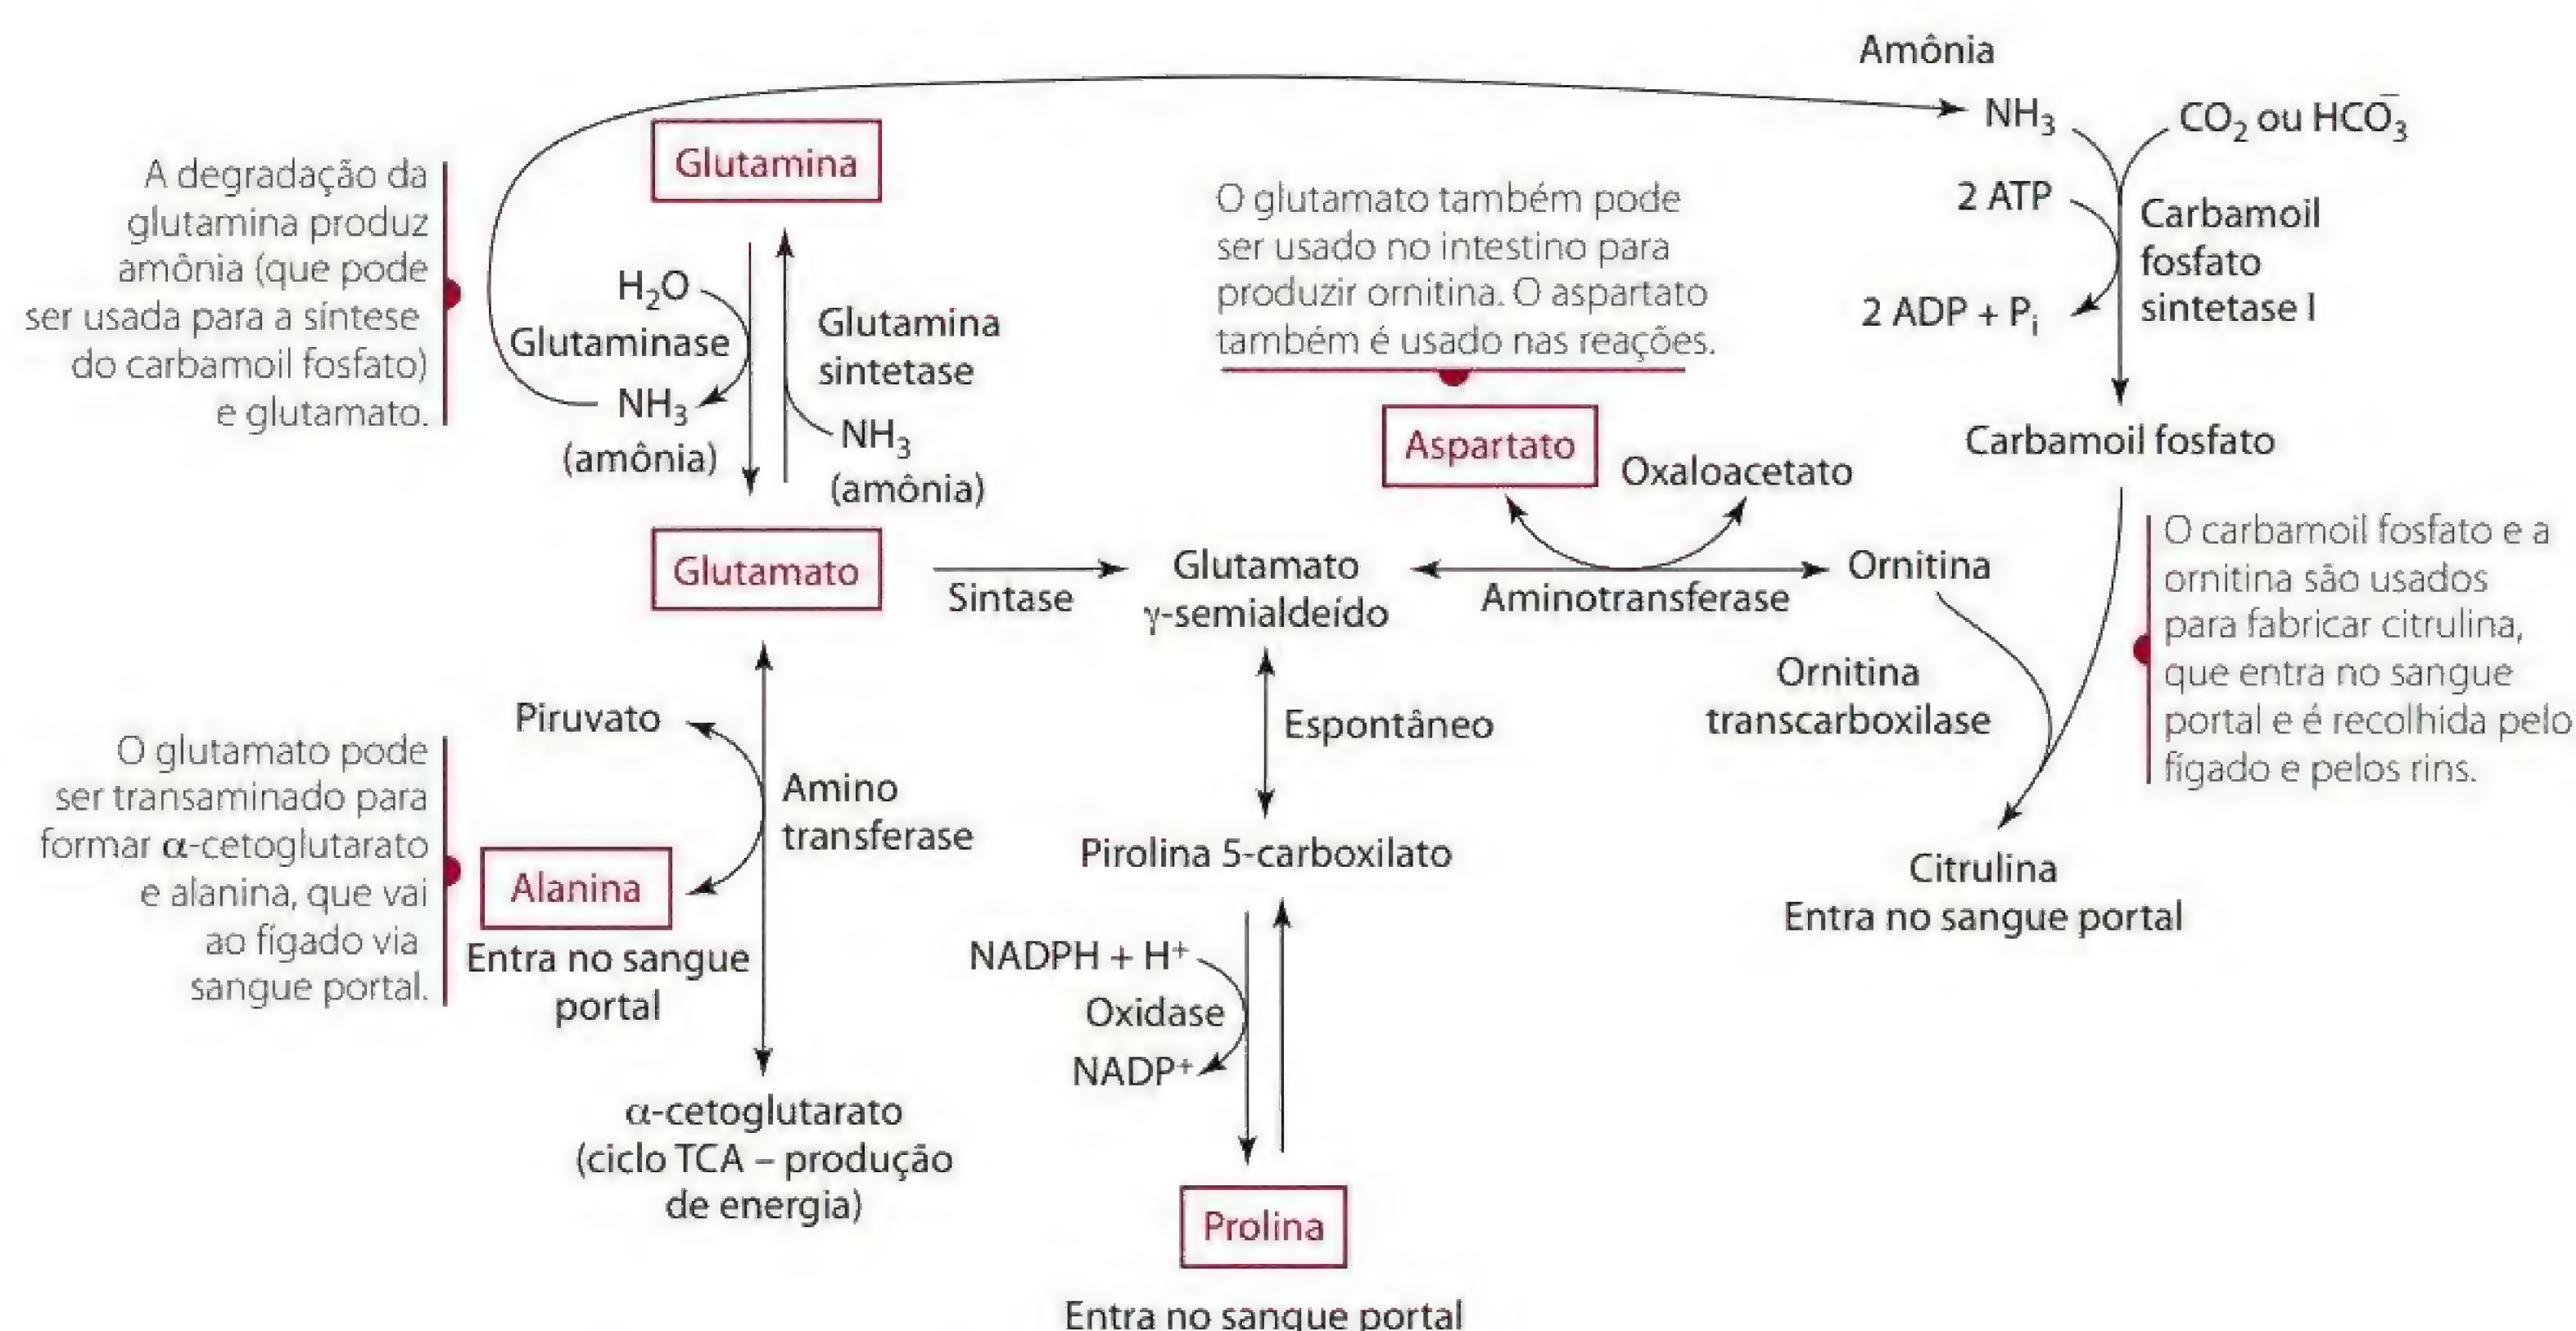 Amônia
NH₃
CO₂ ou HCO₃⁻
2 ATP
Carbamoil
fosfato
sintetase I
2 ADP + Pᵢ
Carbamoil fosfato
A degradação da
glutamina produz
amônia (que pode
ser usada para a síntese
do carbamoil fosfato)
e glutamato.
Glutamina
H₂O
Glutaminase
NH₃
(amônia)
Glutamina
sintetase
NH₃
(amônia)
O glutamato também pode
ser usado no intestino para
produzir ornitina. O aspartato
também é usado nas reações.
Aspartato
Oxaloacetato
Glutamato
Sintase
Glutamato
γ-semialdeído
Aminotransferase
Ornitina
O carbamoil fosfato e a
ornitina são usados
para fabricar citrulina,
que entra no sangue
portal e é recolhida pelo
fígado e pelos rins.
Ornitina
transcarboxilase
Citrulina
Entra no sangue portal
O glutamato pode
ser transaminado para
formar α-cetoglutarato
e alanina, que vai
ao fígado via
sangue portal.
Piruvato
Amino
transferase
Alanina
Entra no sangue
portal
α-cetoglutarato
(ciclo TCA – produção
de energia)
Espontâneo
Pirolina 5-carboxilato
NADPH + H⁺
Oxidase
NADP⁺
Prolina
Entra no sangue portal